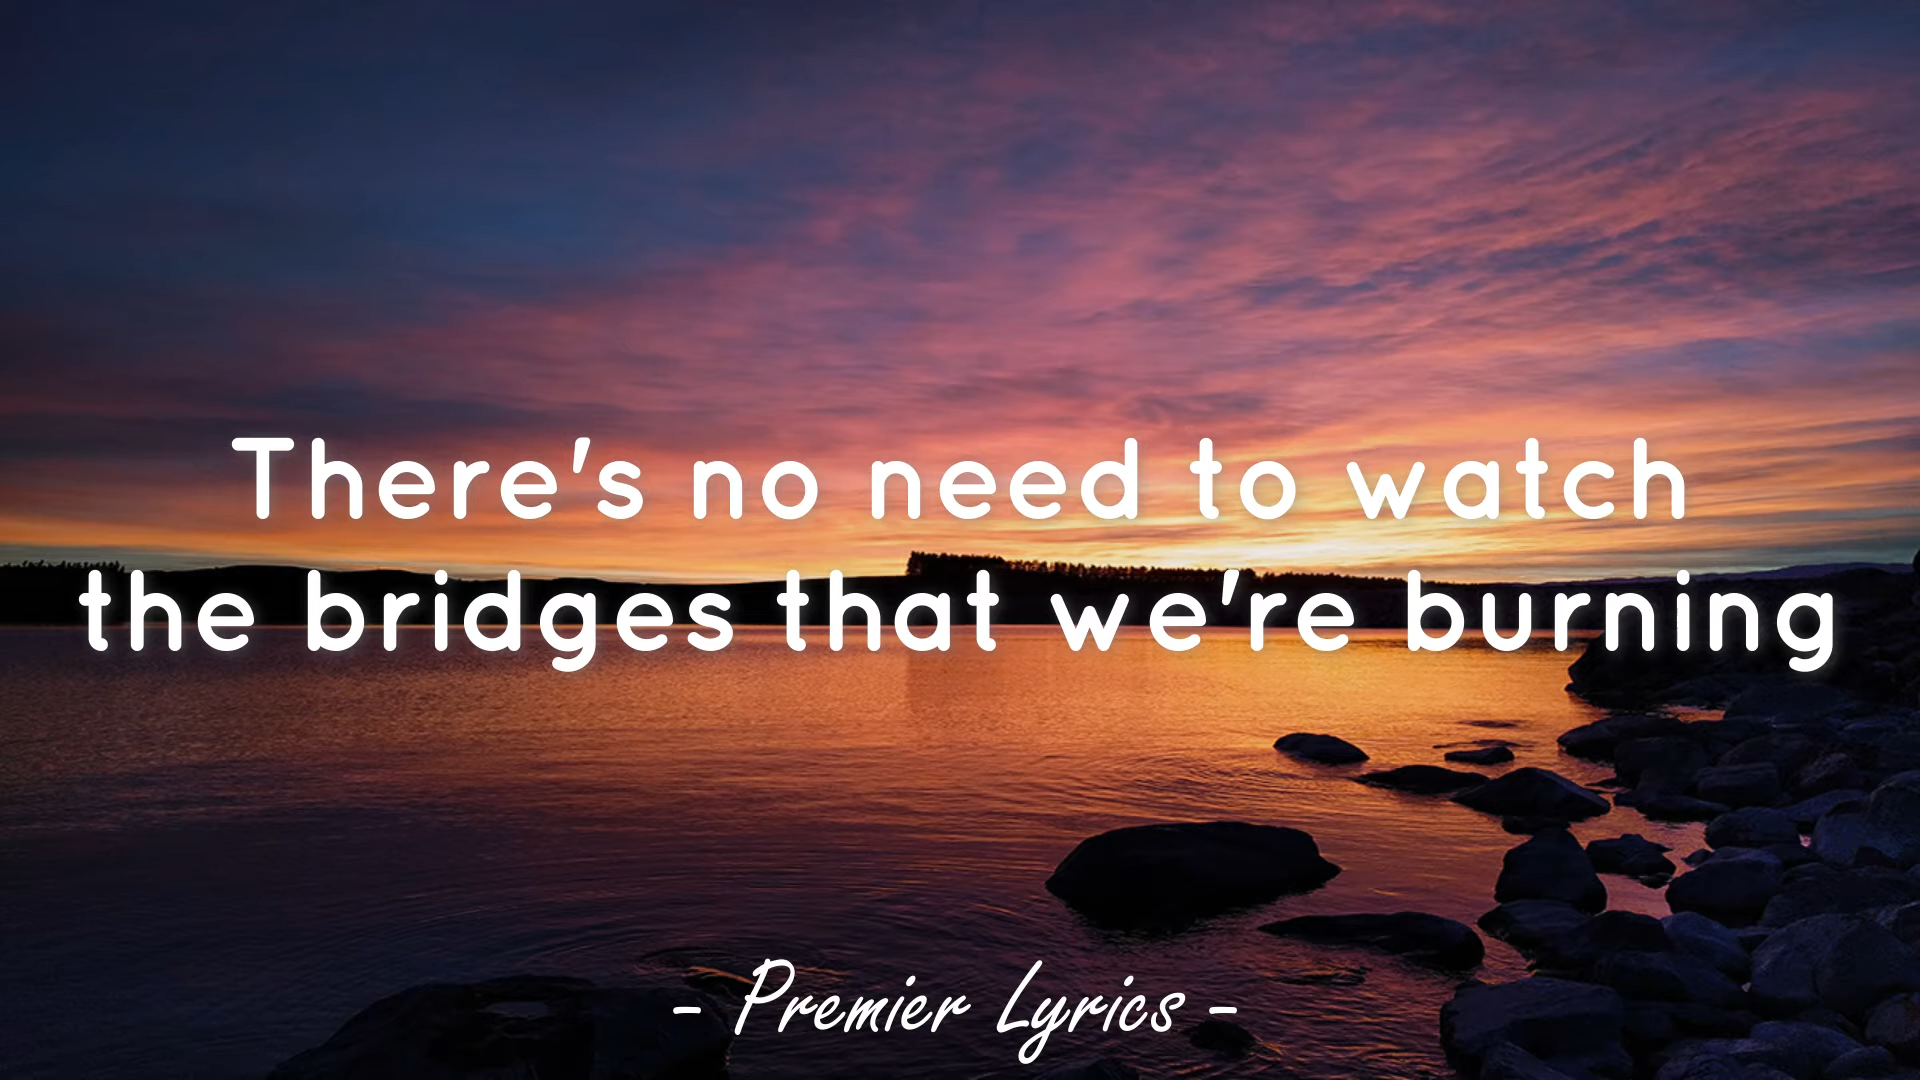 There's no need to watch
the bridges that we're burning
- Premier Lyrics -